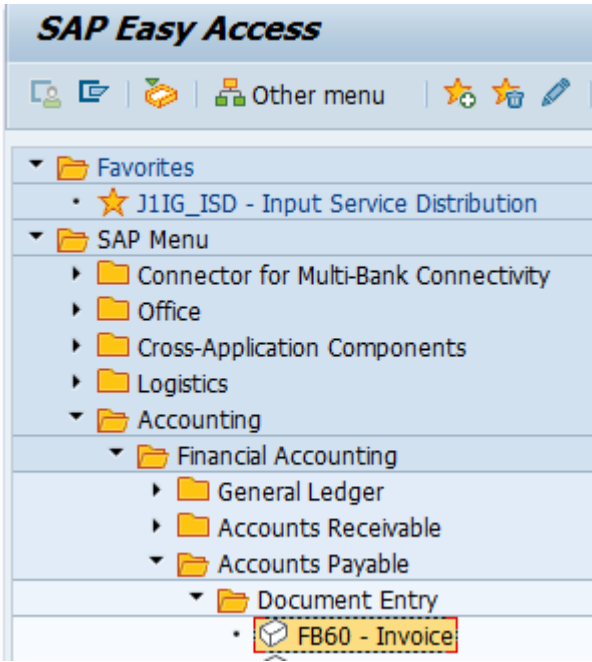 SAP Easy Access
Other menu
Favorites
J1IG_ISD - Input Service Distribution
SAP Menu
Connector for Multi-Bank Connectivity
Office
Cross-Application Components
Logistics
Accounting
Financial Accounting
General Ledger
Accounts Receivable
Accounts Payable
Document Entry
FB60 - Invoice